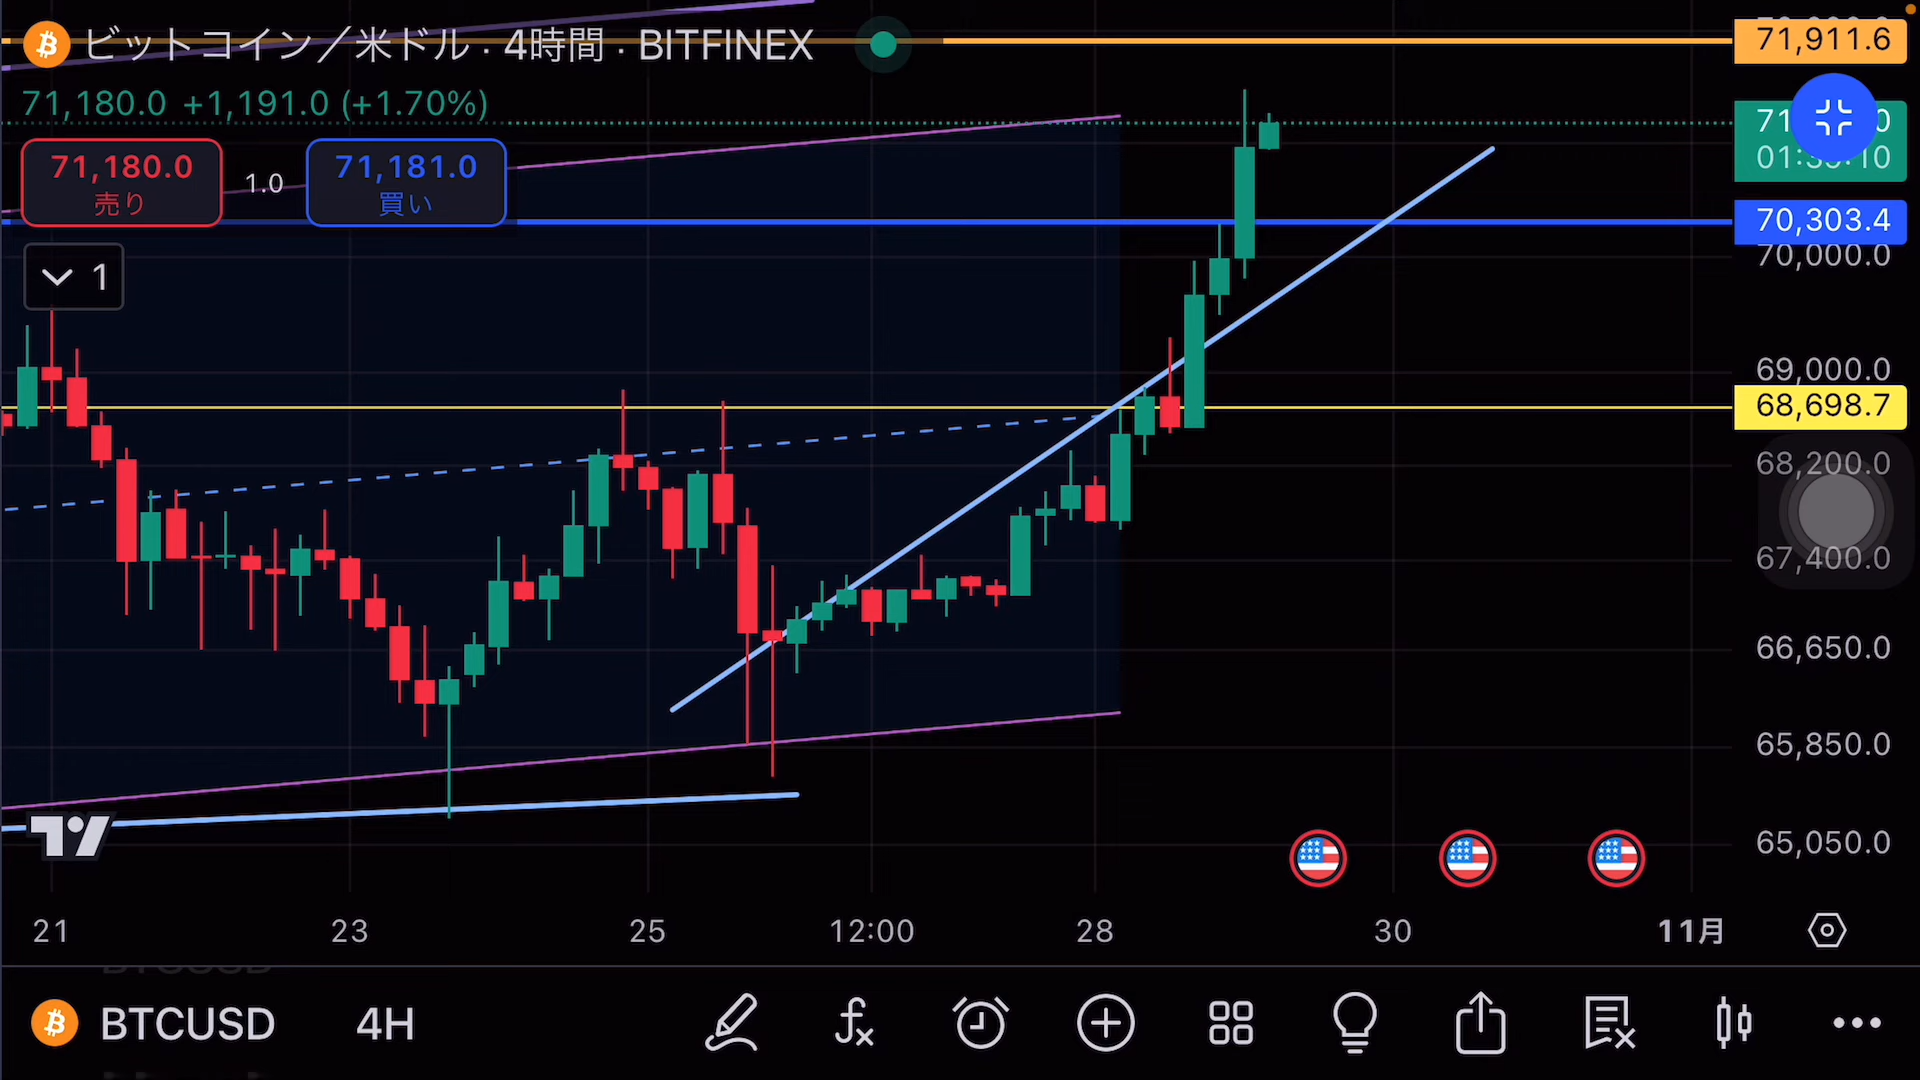 ビットコイン／米ドル · 4時間 · BITFINEX
71,180.0 +1,191.0 (+1.70%)
71,180.0
売り
1.0
71,181.0
買い
1
71,911.6
70,303.4
70,000.0
69,000.0
68,698.7
68,200.0
67,400.0
66,650.0
65,850.0
65,050.0
21
23
25
12:00
28
30
11月
BTCUSD
4H